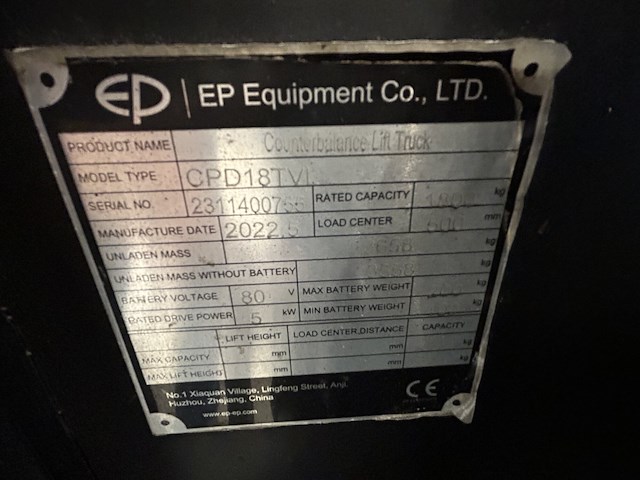 EP | EP Equipment Co., LTD.
PRODUCT NAME Counterbalance Lift Truck
MODEL TYPE CPD18TVL
SERIAL NO. RATED CAPACITY kg
MANUFACTURE DATE 2022.5 LOAD CENTER mm
UNLADEN MASS kg
UNLADEN MASS WITHOUT BATTERY kg
BATTERY VOLTAGE 80 V MAX BATTERY WEIGHT kg
RATED DRIVE POWER 5 kW MIN BATTERY WEIGHT kg
LIFT HEIGHT LOAD CENTER,DISTANCE CAPACITY
MAX CAPACITY mm mm kg
MAX LIFT HEIGHT mm mm kg
No.1 Xiaquan Village, Lingfeng Street, Anji,
Huzhou, Zhejiang, China
www.ep-ep.com
CE